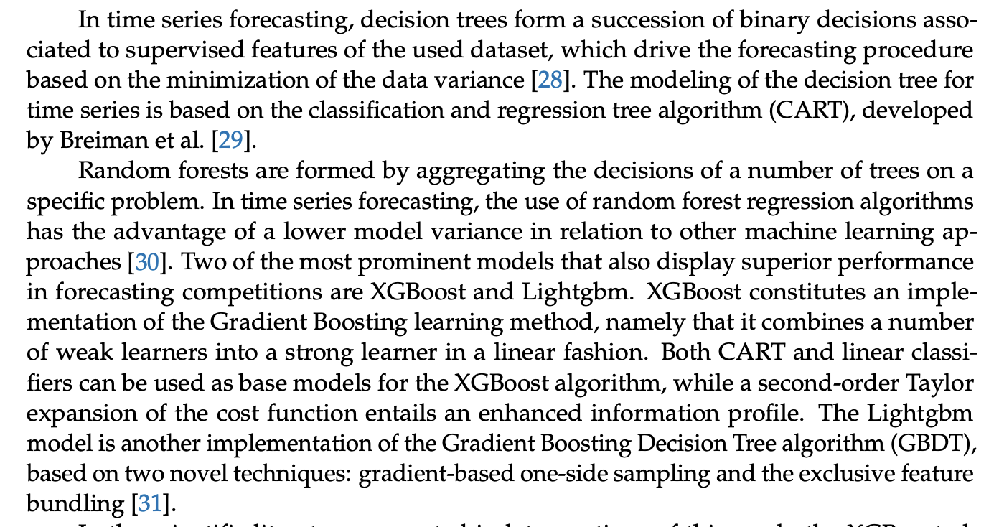 In time series forecasting, decision trees form a succession of binary decisions asso-
ciated to supervised features of the used dataset, which drive the forecasting procedure
based on the minimization of the data variance [28]. The modeling of the decision tree for
time series is based on the classification and regression tree algorithm (CART), developed
by Breiman et al. [29].
Random forests are formed by aggregating the decisions of a number of trees on a
specific problem. In time series forecasting, the use of random forest regression algorithms
has the advantage of a lower model variance in relation to other machine learning ap-
proaches [30]. Two of the most prominent models that also display superior performance
in forecasting competitions are XGBoost and Lightgbm. XGBoost constitutes an imple-
mentation of the Gradient Boosting learning method, namely that it combines a number
of weak learners into a strong learner in a linear fashion. Both CART and linear classi-
fiers can be used as base models for the XGBoost algorithm, while a second-order Taylor
expansion of the cost function entails an enhanced information profile. The Lightgbm
model is another implementation of the Gradient Boosting Decision Tree algorithm (GBDT),
based on two novel techniques: gradient-based one-side sampling and the exclusive feature
bundling [31].